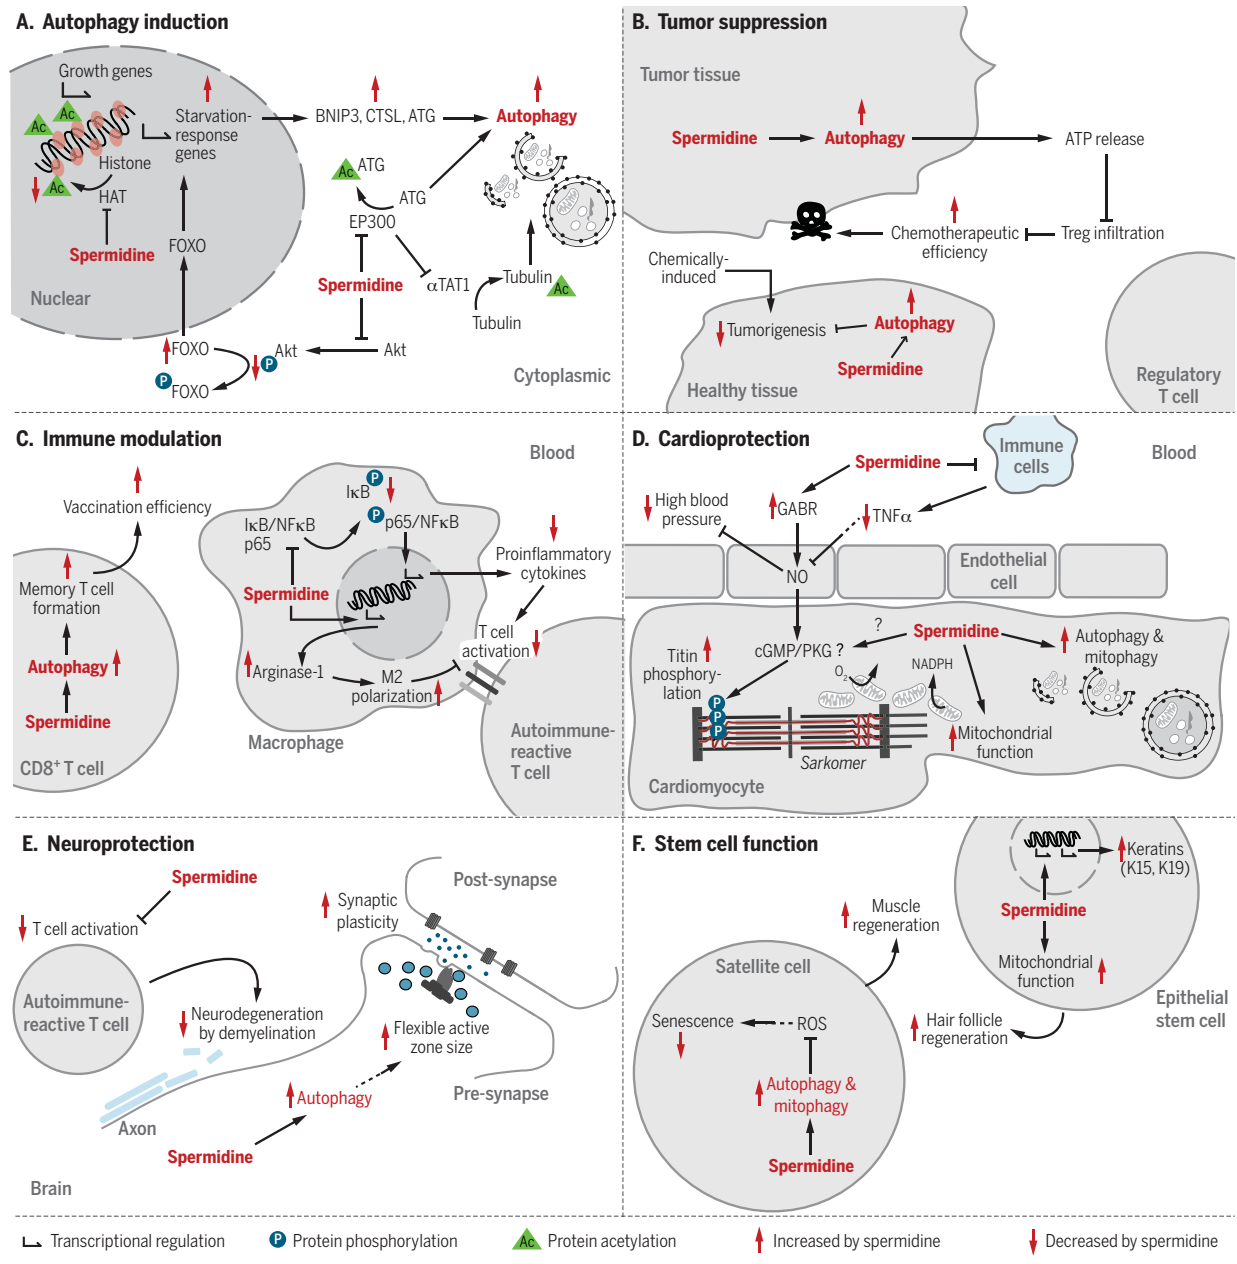 A. Autophagy induction
Growth genes
Ac
Ac
Starvation-
response
genes
Histone
Ac
HAT
Spermidine
FOXO
Nuclear
BNIP3, CTSL, ATG
Autophagy
Ac
ATG
ATG
EP300
Spermidine
αTAT1
Tubulin
Ac
Tubulin
FOXO
P
FOXO
Akt
P
Akt
Cytoplasmic
B. Tumor suppression
Tumor tissue
Spermidine
Autophagy
ATP release
Chemotherapeutic
efficiency
Treg infiltration
Chemically-
induced
Tumorigenesis
Autophagy
Spermidine
Healthy tissue
Regulatory
T cell
C. Immune modulation
Blood
Vaccination efficiency
Memory T cell
formation
Autophagy
Spermidine
CD8+ T cell
IκB
P
IκB/NFκB
p65
P
p65/NFκB
Spermidine
Proinflammatory
cytokines
T cell
activation
Arginase-1
M2
polarization
Macrophage
Autoimmune-
reactive
T cell
D. Cardioprotection
Spermidine
Immune
cells
Blood
High blood
pressure
GABR
TNFα
NO
Endothelial
cell
Titin
phosphory-
lation
cGMP/PKG ?
?
Spermidine
Autophagy &
mitophagy
O2
NADPH
P
P
P
Mitochondrial
function
Sarkomer
Cardiomyocyte
E. Neuroprotection
Spermidine
T cell activation
Autoimmune-
reactive T cell
Neurodegeneration
by demyelination
Synaptic
plasticity
Post-synapse
Flexible active
zone size
Autophagy
Pre-synapse
Axon
Spermidine
Brain
F. Stem cell function
Keratins
(K15, K19)
Spermidine
Mitochondrial
function
Epithelial
stem cell
Muscle
regeneration
Hair follicle
regeneration
Satellite cell
Senescence
ROS
Autophagy &
mitophagy
Spermidine
Transcriptional regulation
P
Protein phosphorylation
Ac
Protein acetylation
Increased by spermidine
Decreased by spermidine